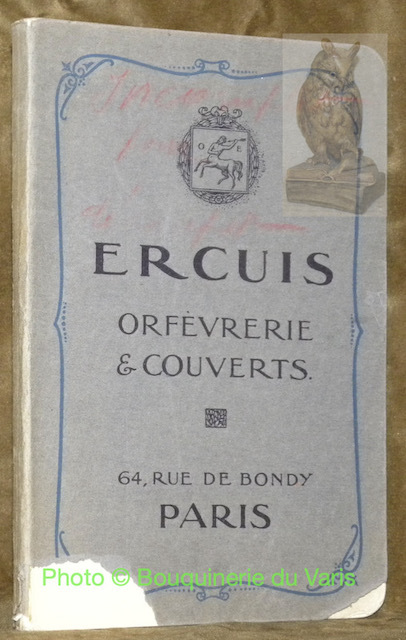 O E
ERCUIS
ORFÈVRERIE
& COUVERTS.
64, RUE DE BONDY
PARIS
Photo © Bouquinerie du Varis